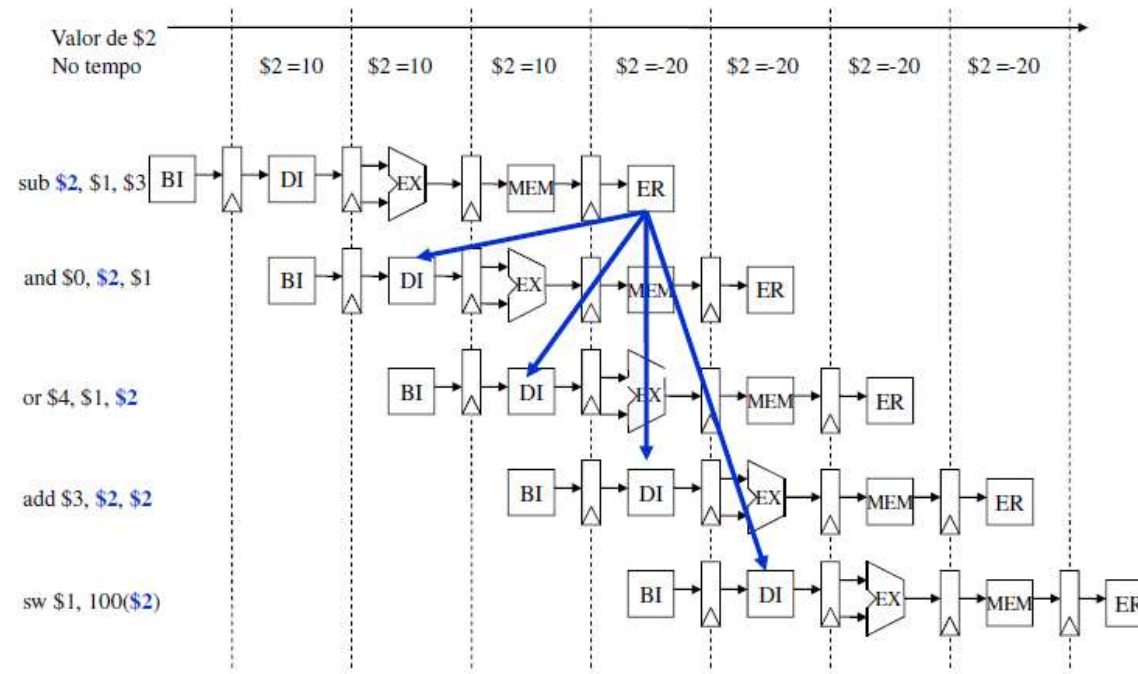 Valor de $2
No tempo
$2 =10 $2 =10 $2 =10 $2 =-20 $2 =-20 $2 =-20 $2 =-20
sub $2, $1, $3 BI DI EX MEM ER
and $0, $2, $1 BI DI EX MEM ER
or $4, $1, $2 BI DI EX MEM ER
add $3, $2, $2 BI DI EX MEM ER
sw $1, 100($2) BI DI EX MEM ER